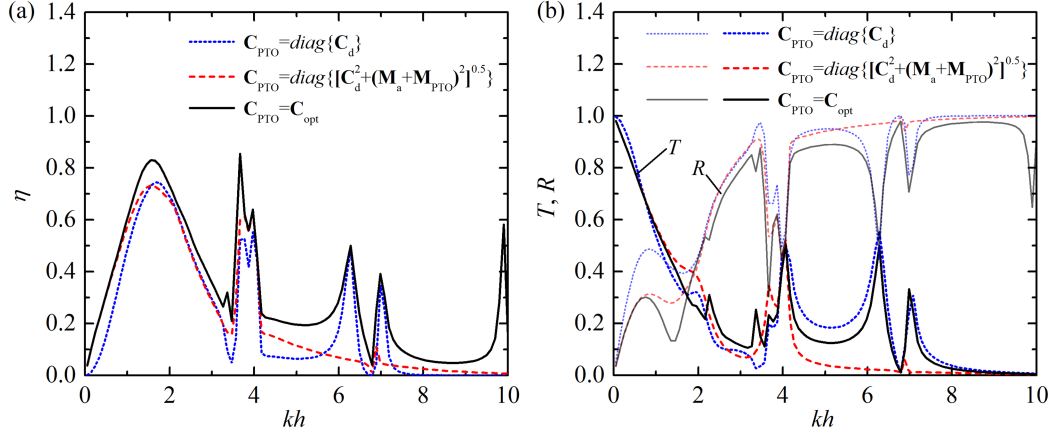 (a)
1.4
1.2
1.0
0.8
0.6
0.4
0.2
0.0
η
C_PTO=diag{C_d}
C_PTO=diag{[C_d^2+(M_a+M_PTO)^2]^0.5}
C_PTO=C_opt
0 2 4 6 8 10
kh
(b)
1.4
1.2
1.0
0.8
0.6
0.4
0.2
0.0
T, R
C_PTO=diag{C_d}
C_PTO=diag{[C_d^2+(M_a+M_PTO)^2]^0.5}
C_PTO=C_opt
T
R
0 2 4 6 8 10
kh